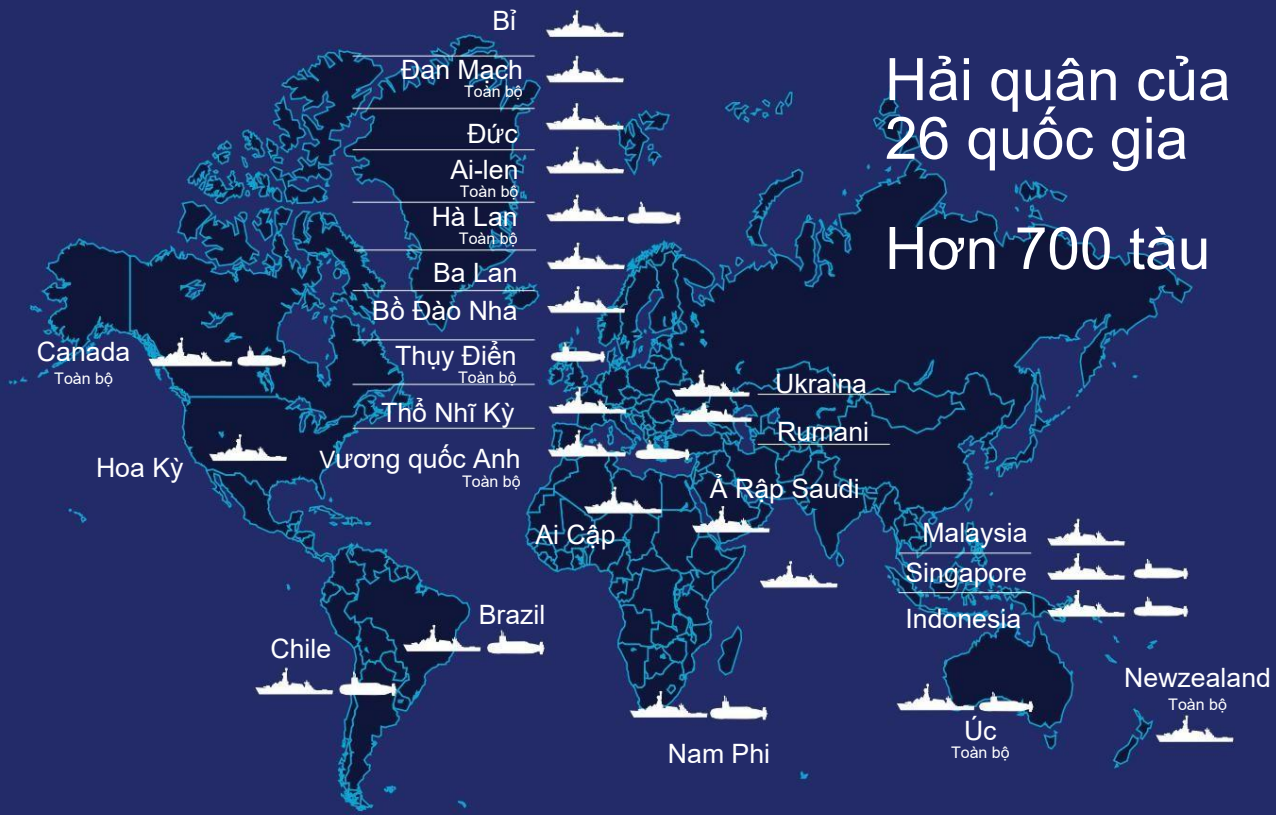 Hải quân của
26 quốc gia
Hơn 700 tàu
Bỉ
Đan Mạch
Toàn bộ
Đức
Ai-len
Toàn bộ
Hà Lan
Toàn bộ
Ba Lan
Bồ Đào Nha
Thụy Điển
Toàn bộ
Thổ Nhĩ Kỳ
Vương quốc Anh
Toàn bộ
Canada
Toàn bộ
Hoa Kỳ
Ukraina
Rumani
Ả Rập Saudi
Ai Cập
Malaysia
Singapore
Indonesia
Brazil
Chile
Nam Phi
Úc
Toàn bộ
Newzealand
Toàn bộ